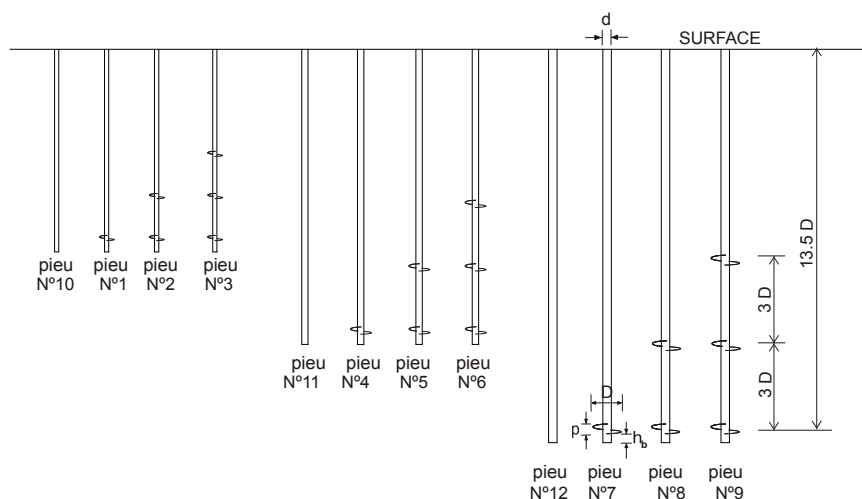 d
SURFACE
13.5 D
3 D
3 D
pieu
Nº10
pieu
Nº1
pieu
Nº2
pieu
Nº3
pieu
Nº11
pieu
Nº4
pieu
Nº5
pieu
Nº6
D
p
hb
pieu
Nº12
pieu
Nº7
pieu
Nº8
pieu
Nº9